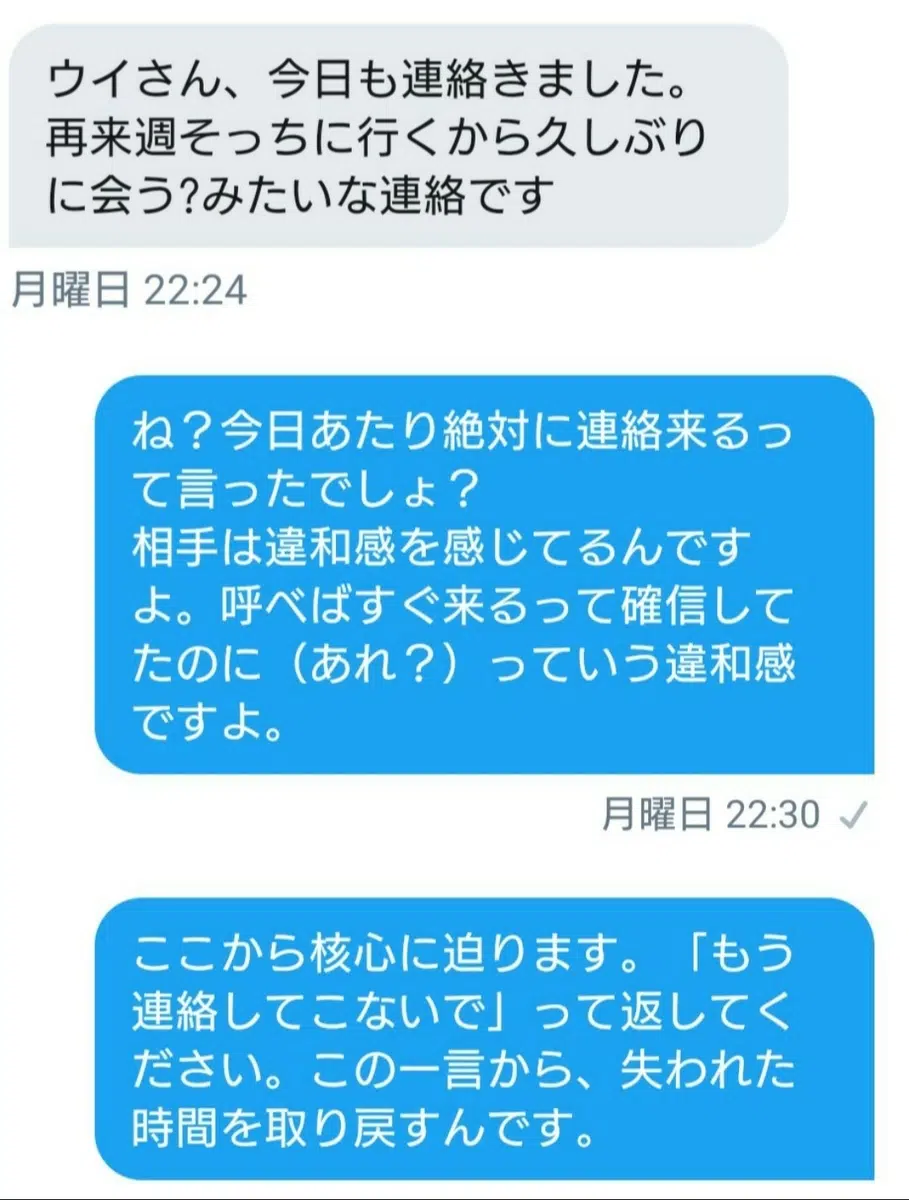 ウイさん、今日も連絡きました。
再来週そっちに行くから久しぶり
に会う?みたいな連絡です
月曜日 22:24
ね？今日あたり絶対に連絡来るっ
て言ったでしょ？
相手は違和感を感じてるんです
よ。呼べばすぐ来るって確信して
たのに（あれ？）っていう違和感
ですよ。
月曜日 22:30 ✓
ここから核心に迫ります。「もう
連絡してこないで」って返してく
ださい。この一言から、失われた
時間を取り戻すんです。